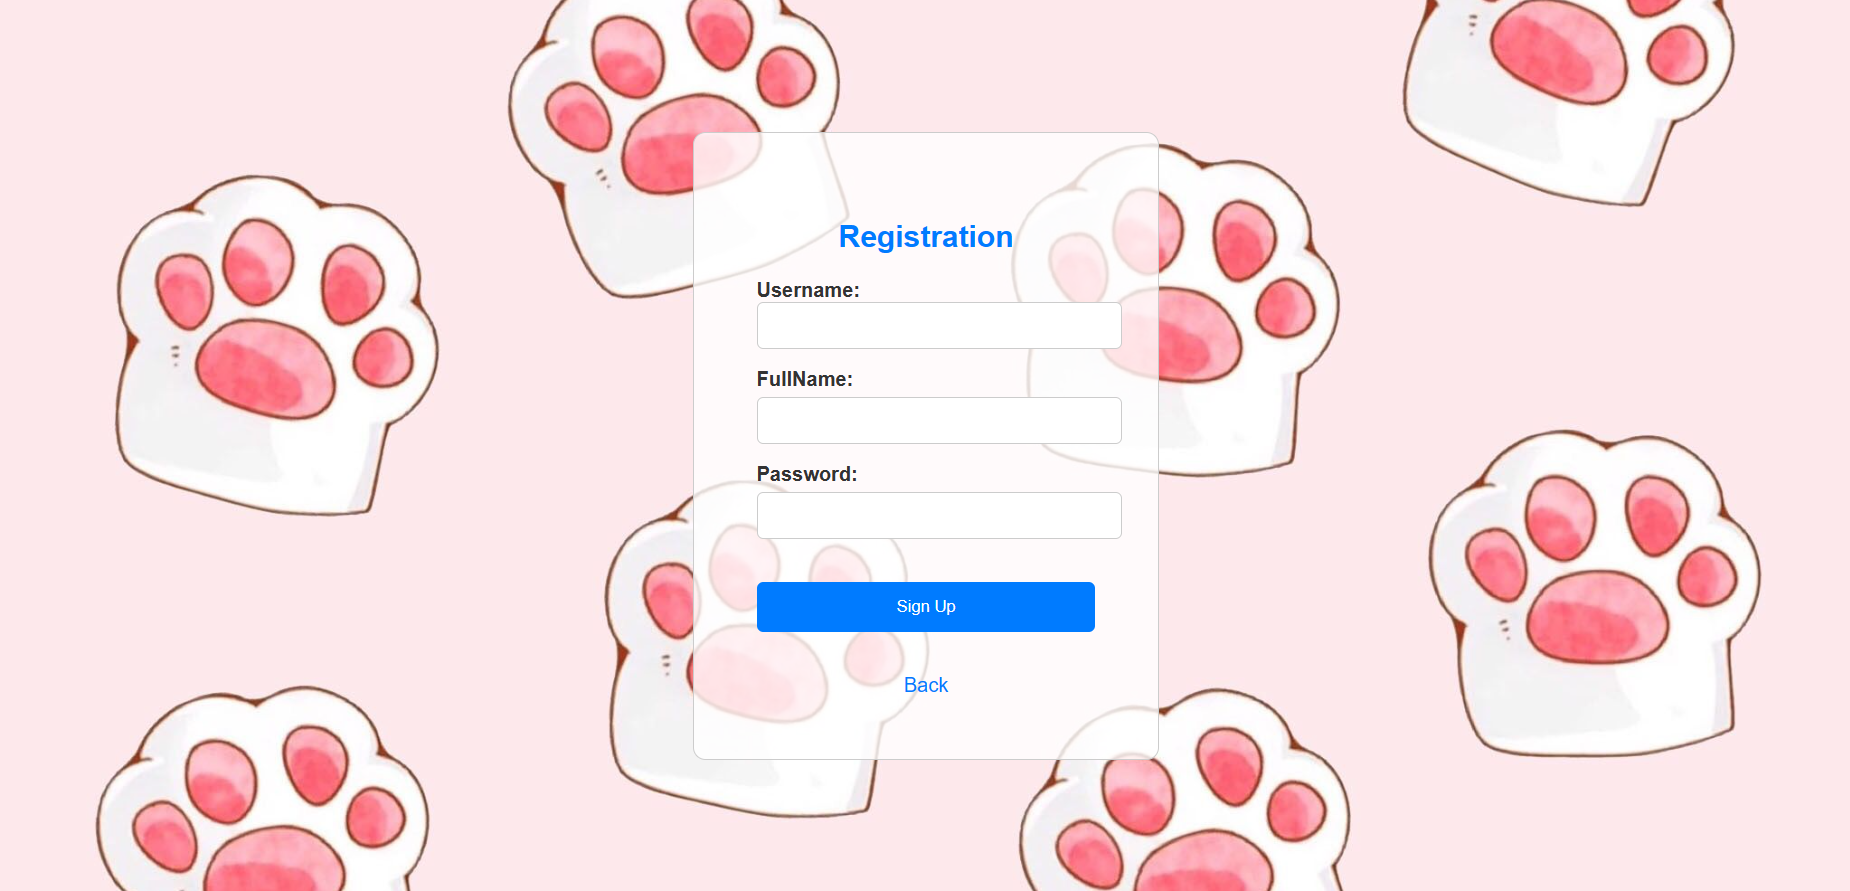 Registration
Username:
FullName:
Password:
Sign Up
Back